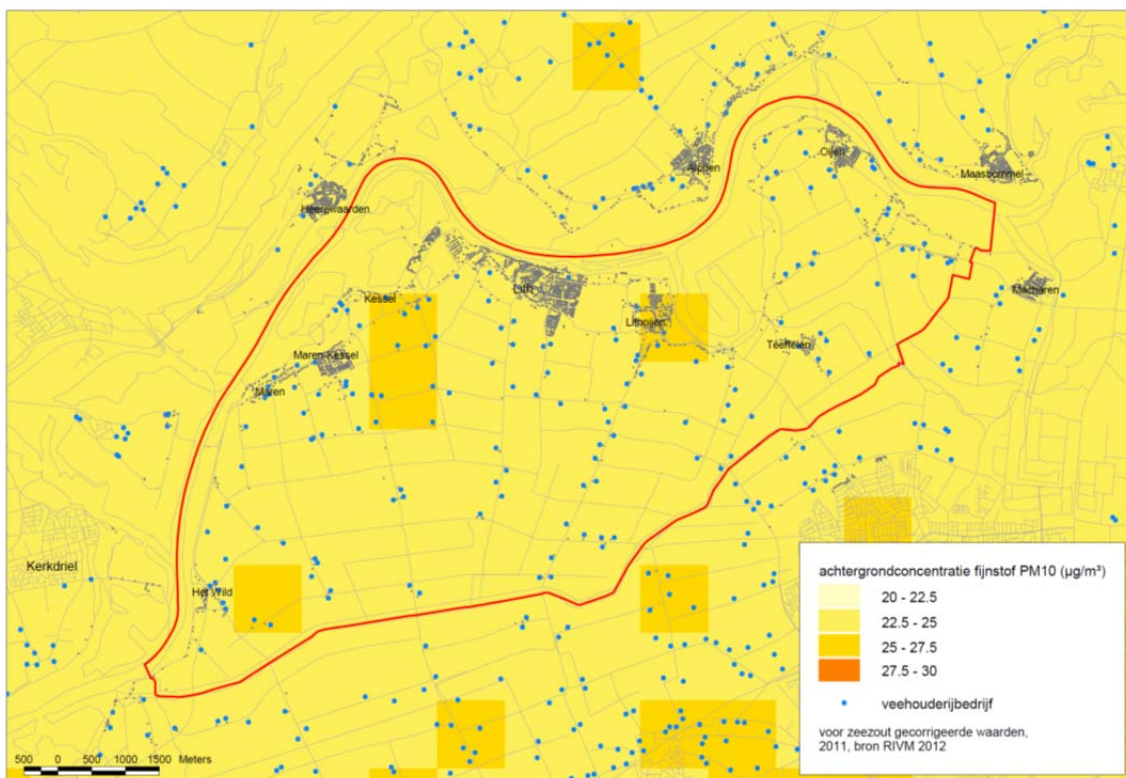 Alphen
Oijen
Maasbommel
Heerewaarden
Macharen
Lith
Kessel
Lithoijen
Teeffelen
Maren-Kessel
Maren
Kerkdriel
Het Wild
achtergrondconcentratie fijnstof PM10 (µg/m³)
20 - 22.5
22.5 - 25
25 - 27.5
27.5 - 30
veehouderijbedrijf
voor zeezout gecorrigeerde waarden,
2011, bron RIVM 2012
500 0 500 1000 1500 Meters